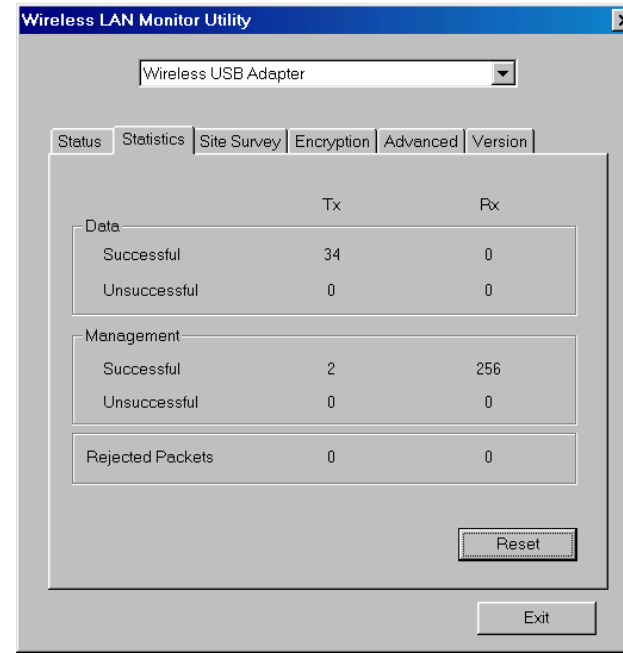 Wireless LAN Monitor Utility
Wireless USB Adapter
Status Statistics Site Survey Encryption Advanced Version
Tx Rx
Data
Successful 34 0
Unsuccessful 0 0
Management
Successful 2 256
Unsuccessful 0 0
Rejected Packets 0 0
Reset
Exit